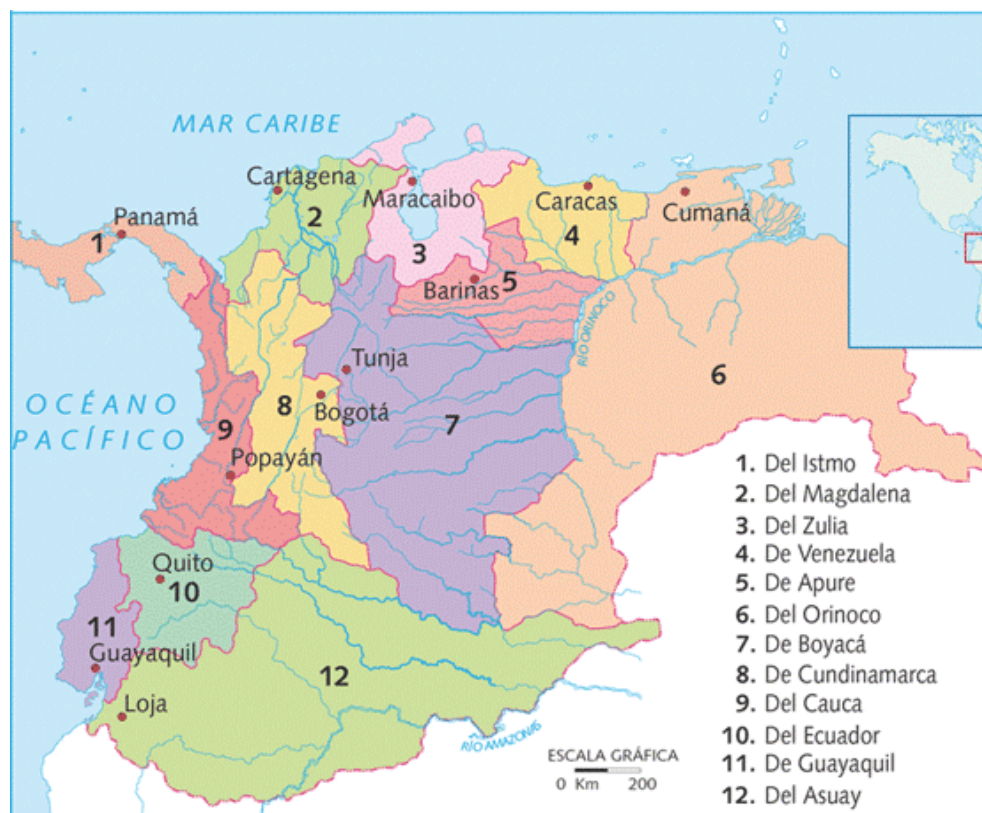 MAR CARIBE
Cartagena
Maracaibo
Caracas
Cumaná
Panamá
1
2
3
4
Barinas
5
RÍO ORINOCO
Tunja
6
OCÉANO
PACÍFICO
8
Bogotá
7
9
Popayán
Quito
10
11
Guayaquil
12
Loja
RÍO AMAZONAS
ESCALA GRÁFICA
0 Km 200
1. Del Istmo
2. Del Magdalena
3. Del Zulia
4. De Venezuela
5. De Apure
6. Del Orinoco
7. De Boyacá
8. De Cundinamarca
9. Del Cauca
10. Del Ecuador
11. De Guayaquil
12. Del Asuay